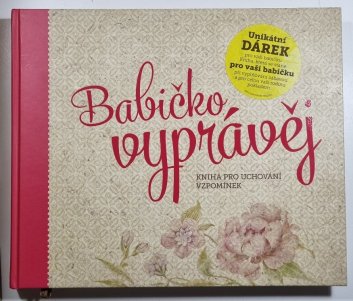 Unikátní
DÁREK
pro vaši babičku
Babičko,
vyprávěj
KNIHA PRO UCHOVÁNÍ
VZPOMÍNEK